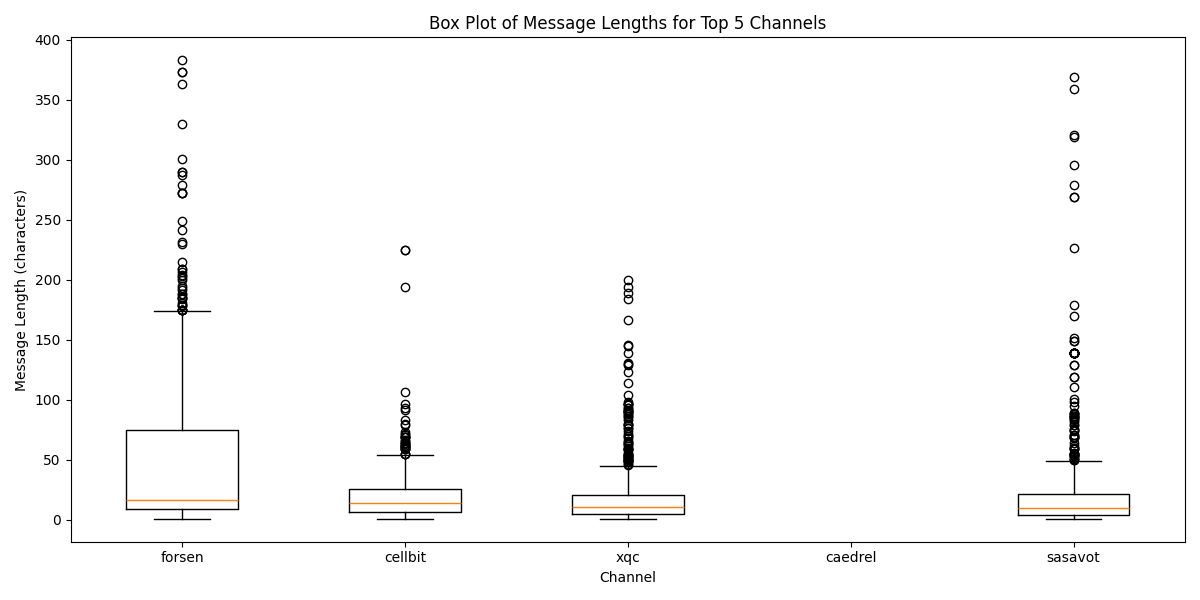 Box Plot of Message Lengths for Top 5 Channels
Message Length (characters)
400
350
300
250
200
150
100
50
0
forsen
cellbit
xqc
caedrel
sasavot
Channel